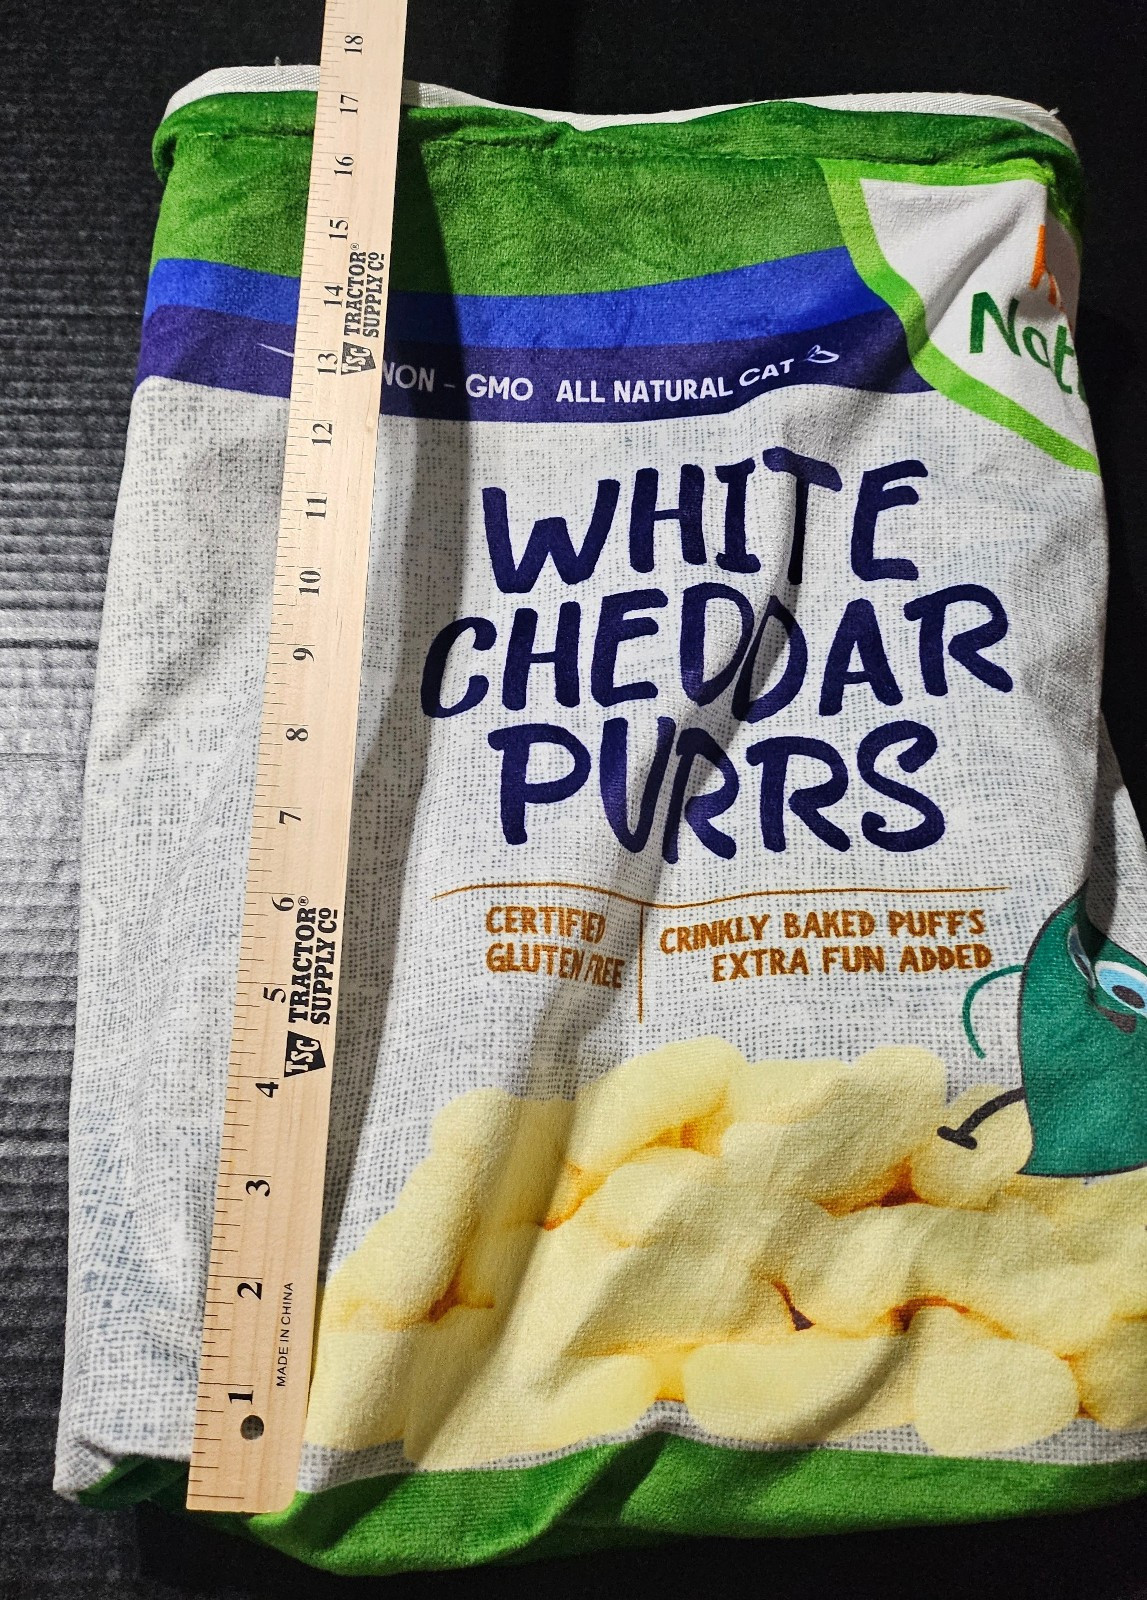 18
17
16
15
14
13
12
11
10
9
8
7
6
5
4
3
2
1
TRACTOR®
SUPPLY CO
TSC
TRACTOR®
SUPPLY CO
TSC
MADE IN CHINA
NON - GMO ALL NATURAL CAT
WHITE
CHEDDAR
PURRS
CERTIFIED
GLUTEN FREE
CRINKLY BAKED PUFFS
EXTRA FUN ADDED